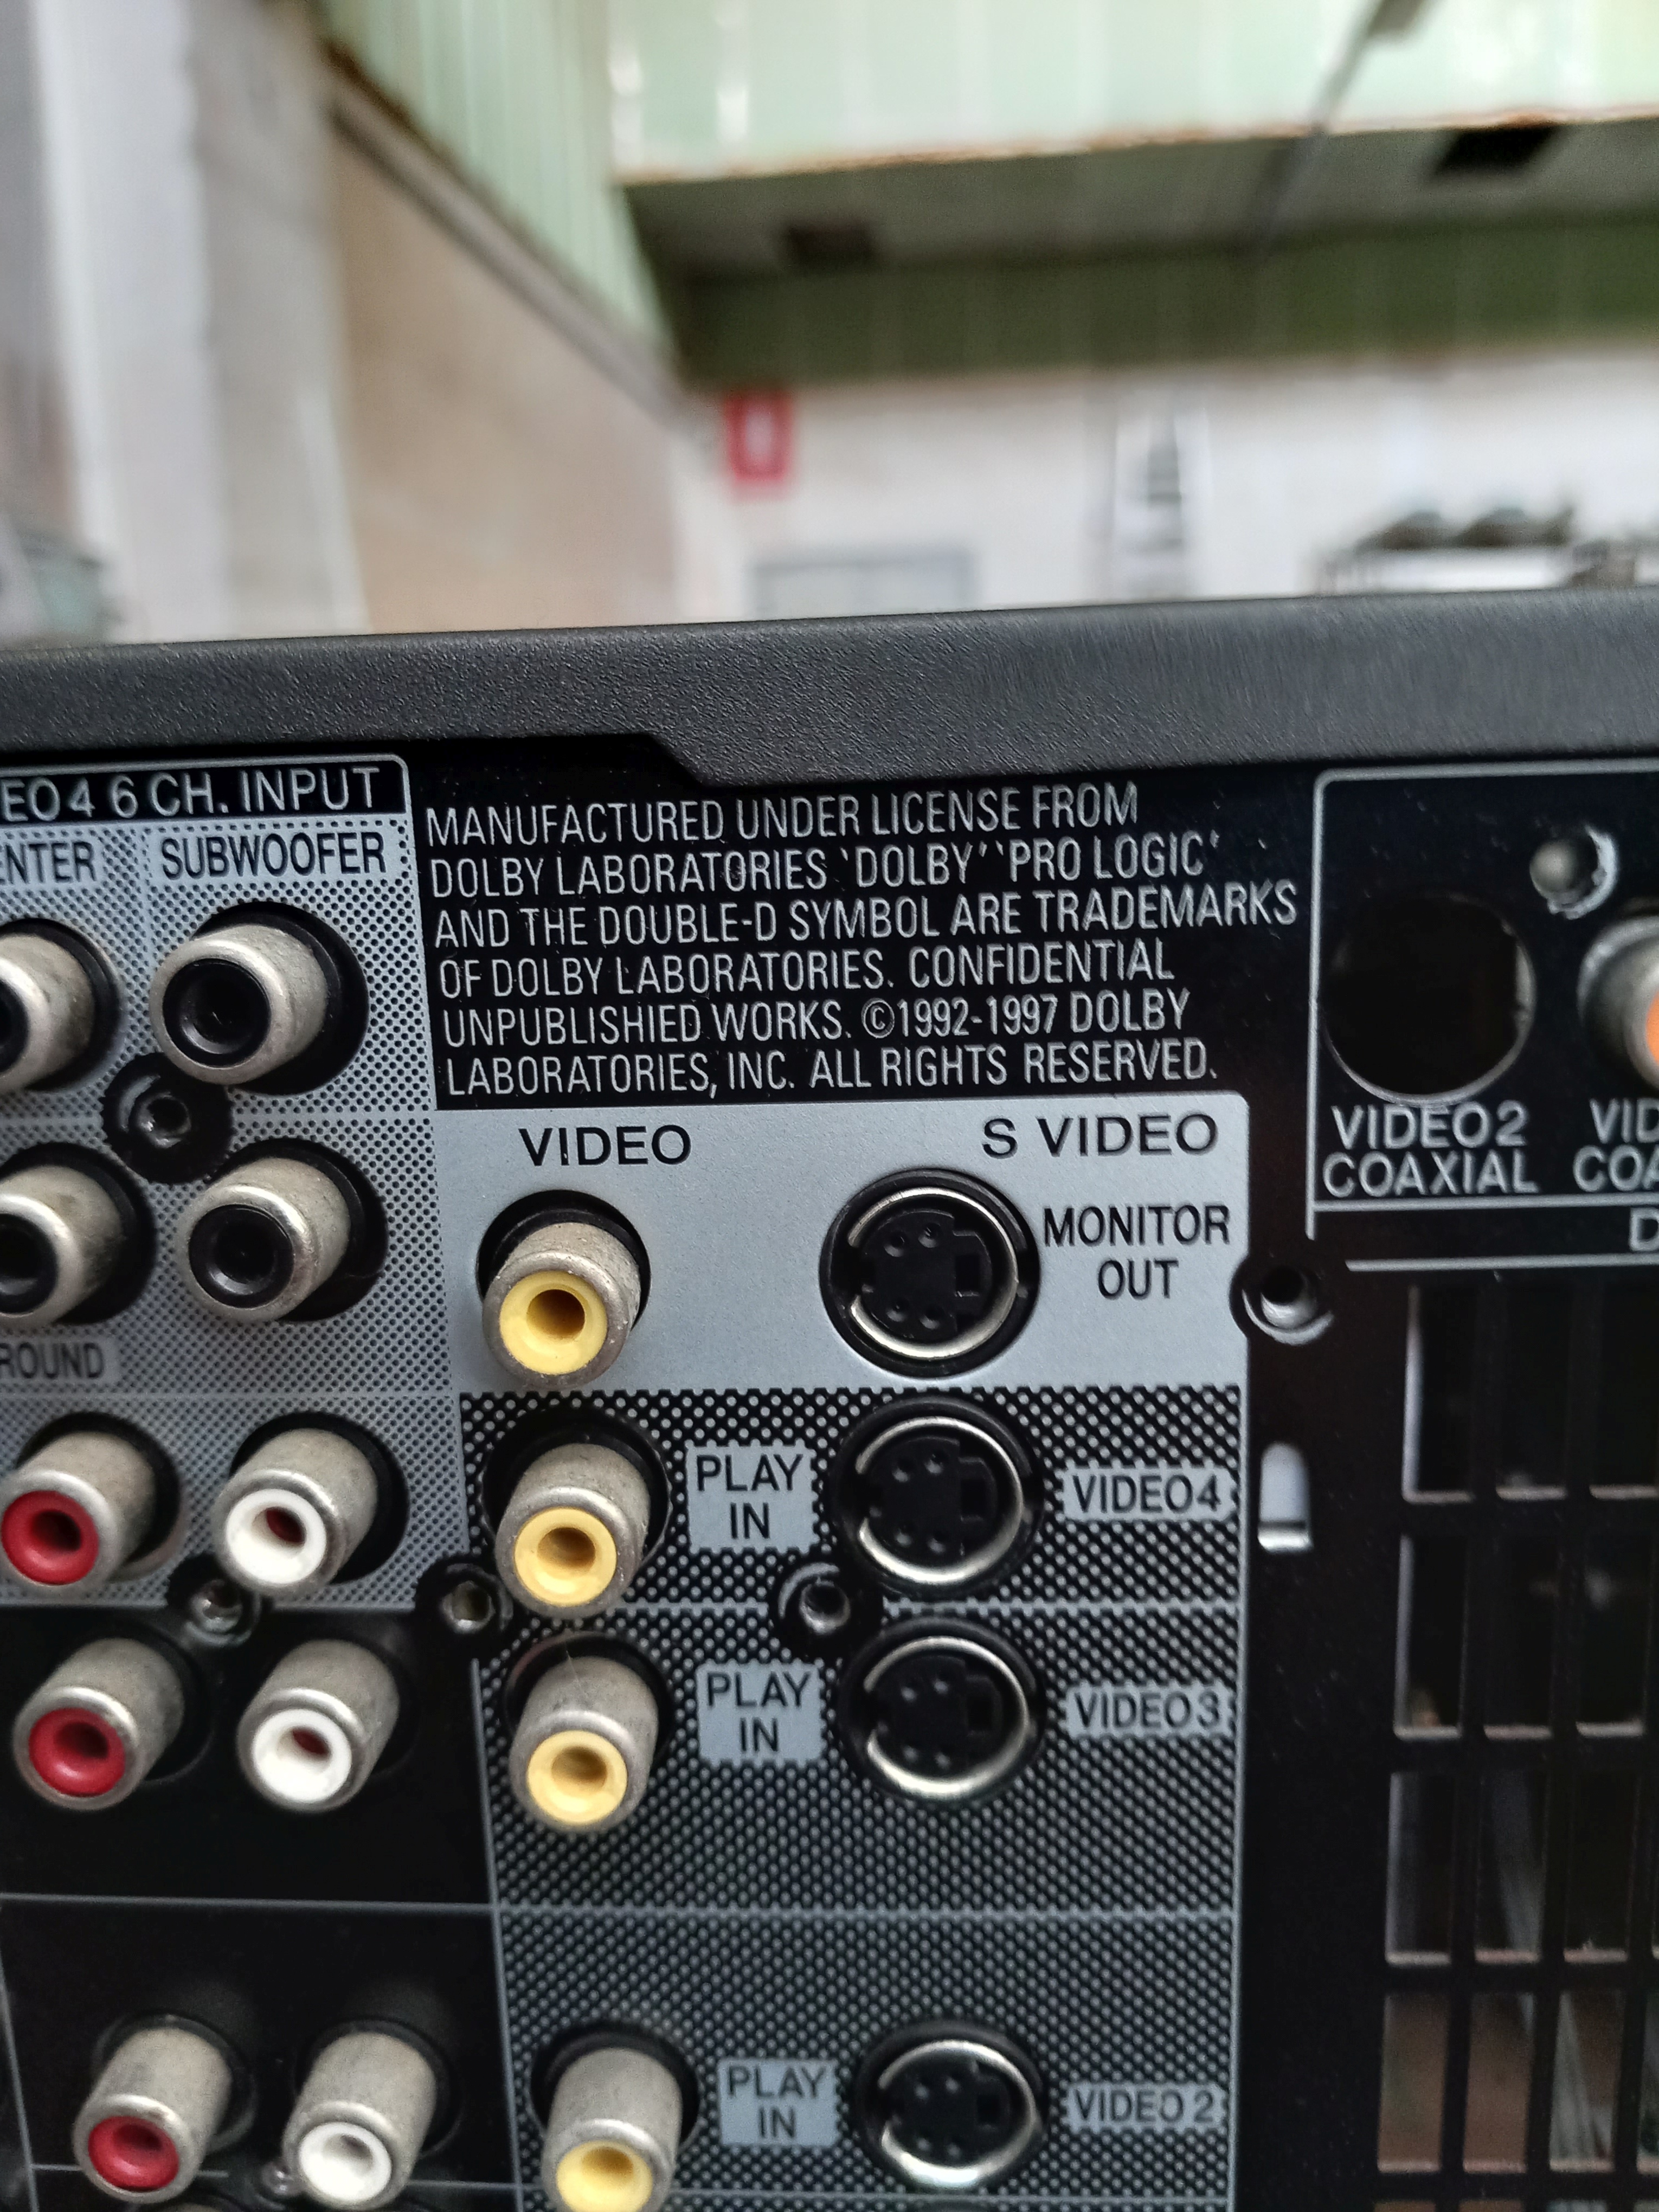 EO4 6 CH. INPUT
ENTER SUBWOOFER
MANUFACTURED UNDER LICENSE FROM
DOLBY LABORATORIES 'DOLBY' 'PRO LOGIC'
AND THE DOUBLE-D SYMBOL ARE TRADEMARKS
OF DOLBY LABORATORIES. CONFIDENTIAL
UNPUBLISHIED WORKS. ©1992-1997 DOLBY
LABORATORIES, INC. ALL RIGHTS RESERVED.
VIDEO2
COAXIAL
VID
COA
D
VIDEO S VIDEO
MONITOR
OUT
ROUND
PLAY
IN
VIDEO4
PLAY
IN
VIDEO3
PLAY
IN
VIDEO2